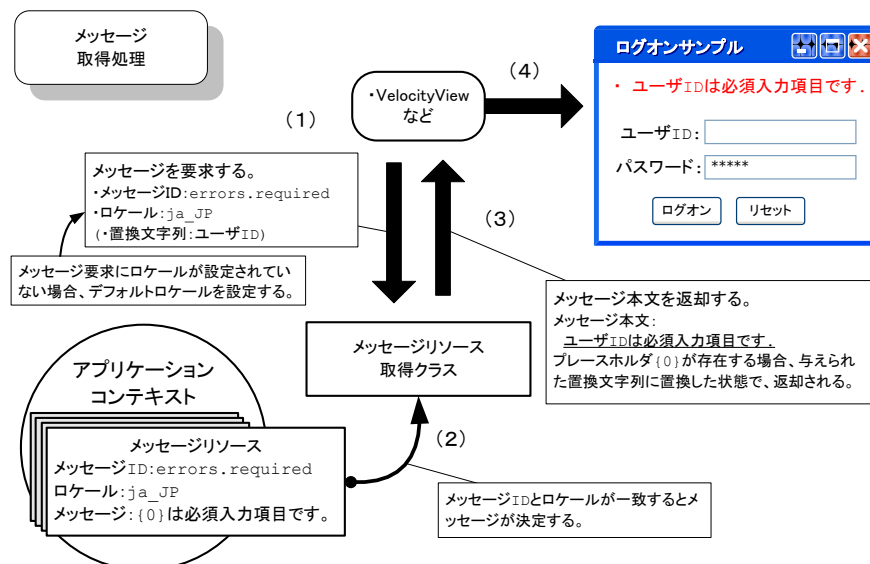 メッセージ
取得処理
(1)
・VelocityView
など
(4)
ログオンサンプル
・ ユーザIDは必須入力項目です.
ユーザID:
パスワード: *****
ログオン
リセット
メッセージを要求する。
・メッセージID:errors.required
・ロケール:ja_JP
(・置換文字列:ユーザID)
(3)
メッセージ要求にロケールが設定されてい
ない場合、デフォルトロケールを設定する。
メッセージ本文を返却する。
メッセージ本文:
ユーザIDは必須入力項目です.
プレースホルダ{0}が存在する場合、与えられ
た置換文字列に置換した状態で、返却される。
メッセージリソース
取得クラス
アプリケーション
コンテキスト
(2)
メッセージリソース
メッセージID:errors.required
ロケール:ja_JP
メッセージ:{0}は必須入力項目です。
メッセージIDとロケールが一致するとメ
ッセージが決定する。